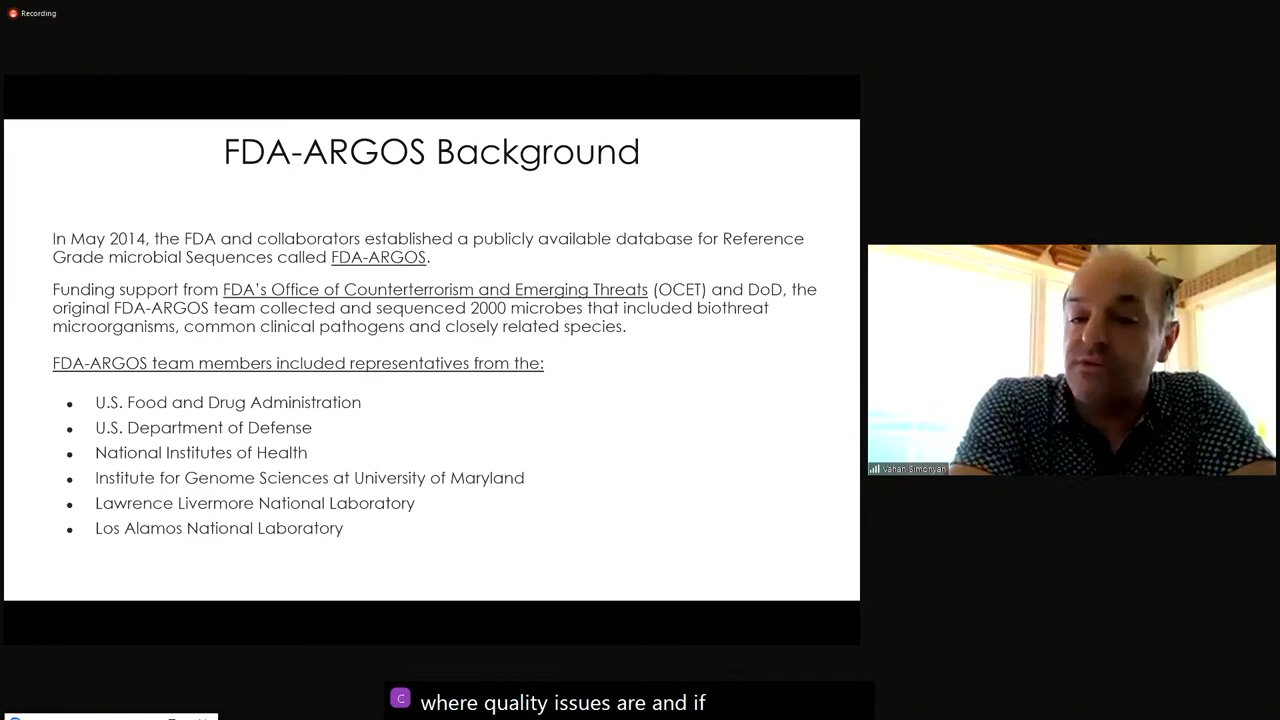 Recording
FDA-ARGOS Background
In May 2014, the FDA and collaborators established a publicly available database for Reference
Grade microbial Sequences called FDA-ARGOS.
Funding support from FDA's Office of Counterterrorism and Emerging Threats (OCET) and DoD, the
original FDA-ARGOS team collected and sequenced 2000 microbes that included biothreat
microorganisms, common clinical pathogens and closely related species.
FDA-ARGOS team members included representatives from the:
• U.S. Food and Drug Administration
• U.S. Department of Defense
• National Institutes of Health
• Institute for Genome Sciences at University of Maryland
• Lawrence Livermore National Laboratory
• Los Alamos National Laboratory
Vahan Simonyan
C where quality issues are and if